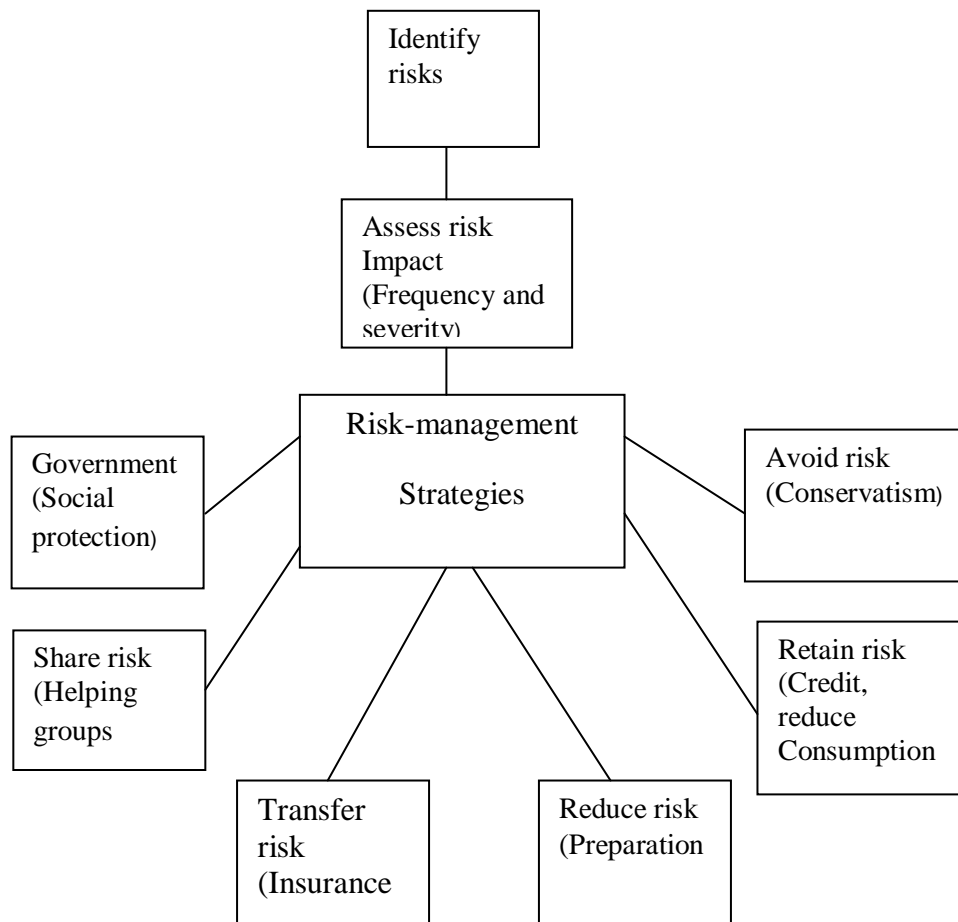 Identify
risks
Assess risk
Impact
(Frequency and
severity)
Risk-management
Strategies
Government
(Social
protection)
Avoid risk
(Conservatism)
Share risk
(Helping
groups
Retain risk
(Credit,
reduce
Consumption
Transfer
risk
(Insurance
Reduce risk
(Preparation